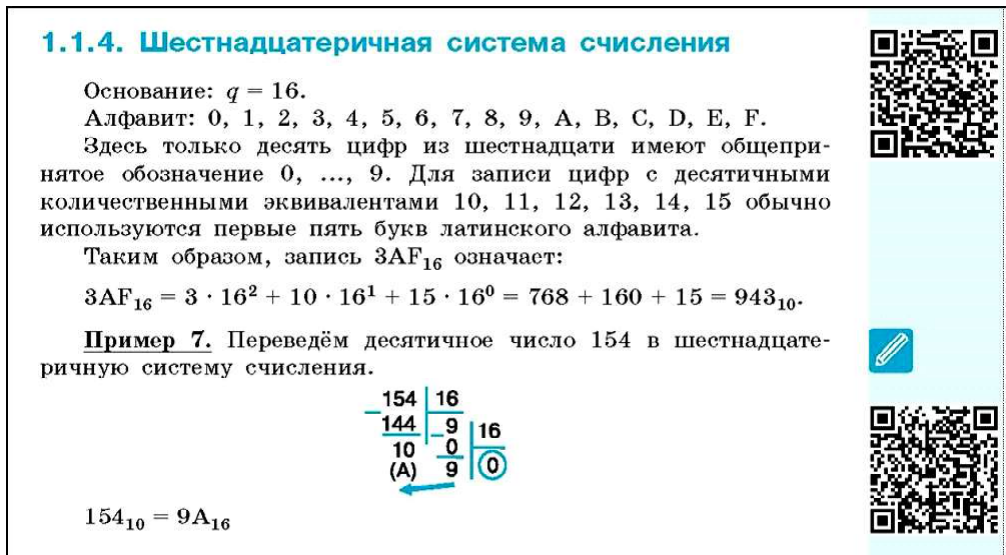 1.1.4. Шестнадцатеричная система счисления
Основание: q = 16.
Алфавит: 0, 1, 2, 3, 4, 5, 6, 7, 8, 9, A, B, C, D, E, F.
Здесь только десять цифр из шестнадцати имеют общепри-
нятое обозначение 0, ..., 9. Для записи цифр с десятичными
количественными эквивалентами 10, 11, 12, 13, 14, 15 обычно
используются первые пять букв латинского алфавита.
Таким образом, запись 3AF₁₆ означает:
3AF₁₆ = 3 · 16² + 10 · 16¹ + 15 · 16⁰ = 768 + 160 + 15 = 943₁₀.
Пример 7. Переведём десятичное число 154 в шестнадцате-
ричную систему счисления.
154 16
144 9 16
10 0 0
(A) 9
154₁₀ = 9A₁₆